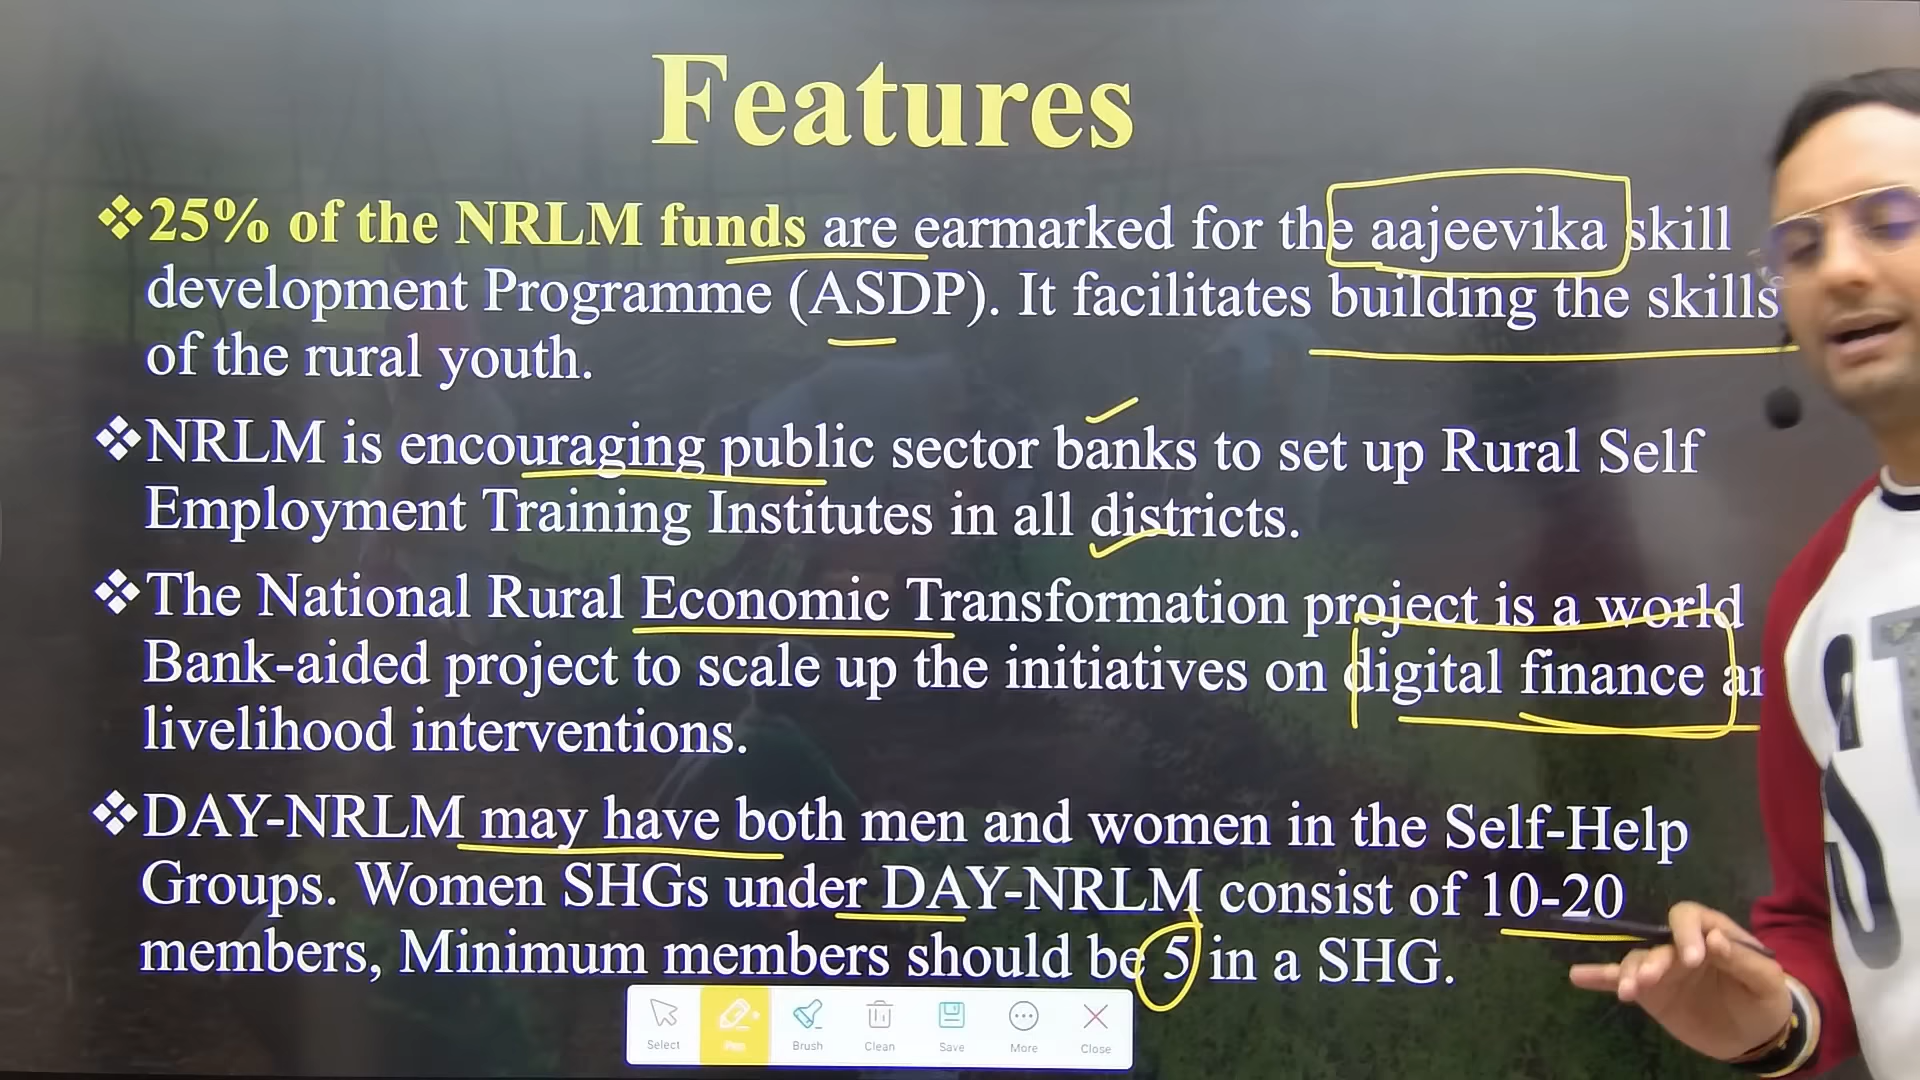 Features
❖25% of the NRLM funds are earmarked for the aajeevika skill
development Programme (ASDP). It facilitates building the skills
of the rural youth.
❖NRLM is encouraging public sector banks to set up Rural Self
Employment Training Institutes in all districts.
❖The National Rural Economic Transformation project is a world
Bank-aided project to scale up the initiatives on digital finance
livelihood interventions.
❖DAY-NRLM may have both men and women in the Self-Help
Groups. Women SHGs under DAY-NRLM consist of 10-20
members, Minimum members should be 5 in a SHG.
Select Pen Brush Clean Save More Close